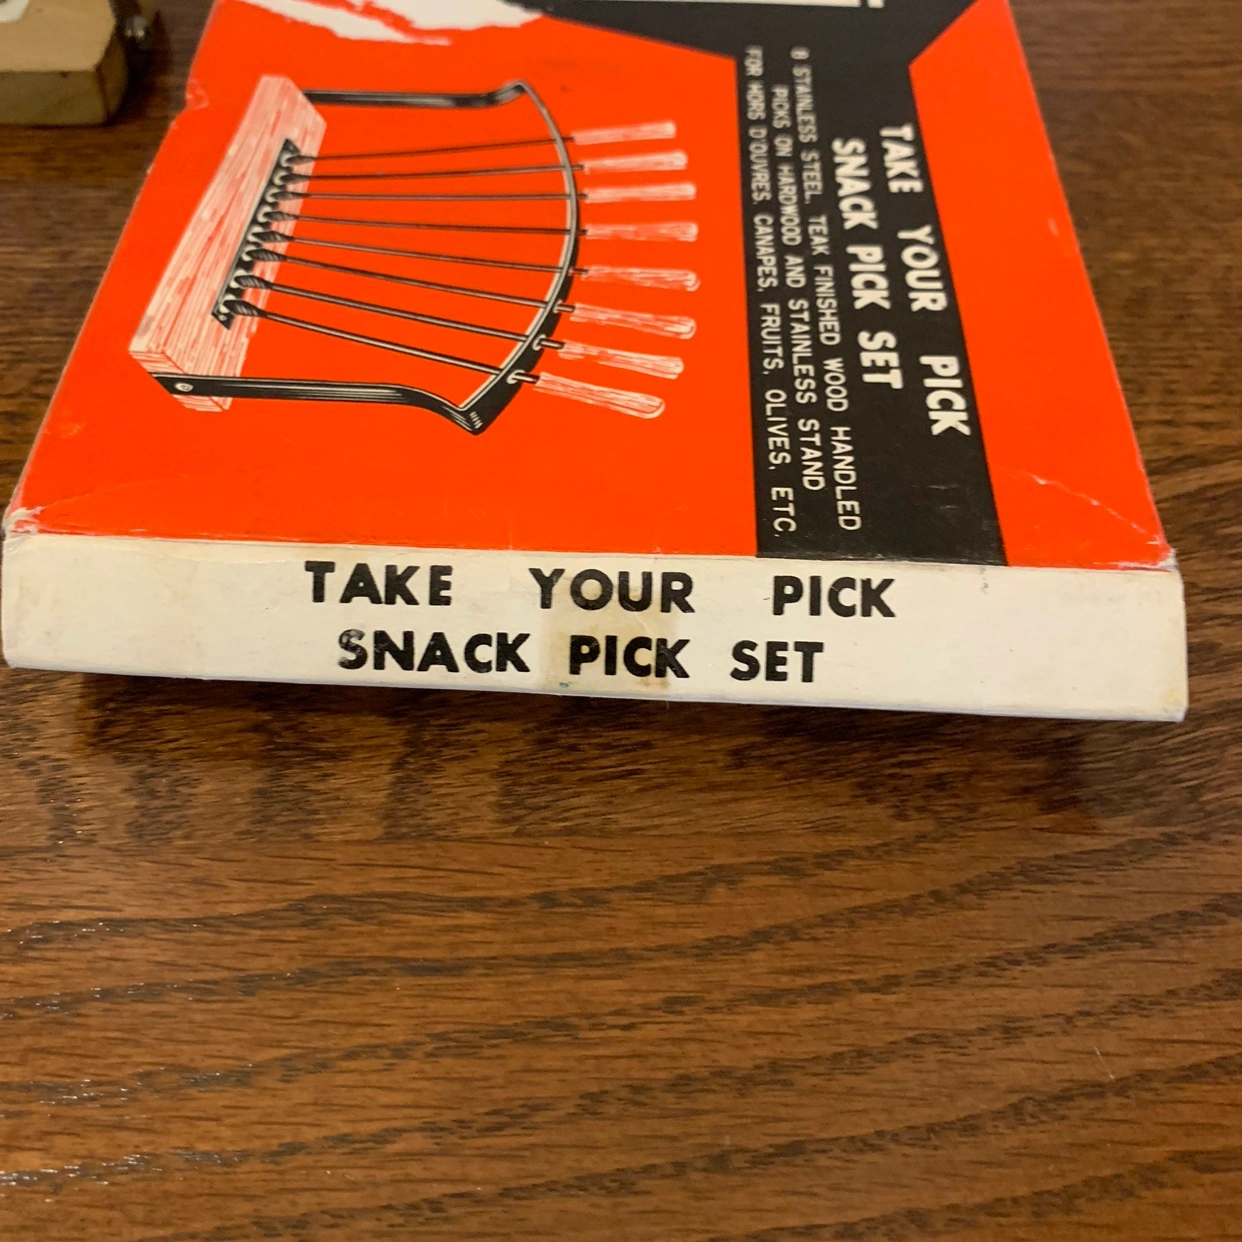 TAKE YOUR PICK
SNACK PICK SET
8 STAINLESS STEEL, TEAK FINISHED WOOD HANDLED
PICKS ON HARDWOOD AND STAINLESS STAND
FOR HORS D'OUVRES, CANAPES, FRUITS, OLIVES, ETC.
TAKE YOUR PICK
SNACK PICK SET